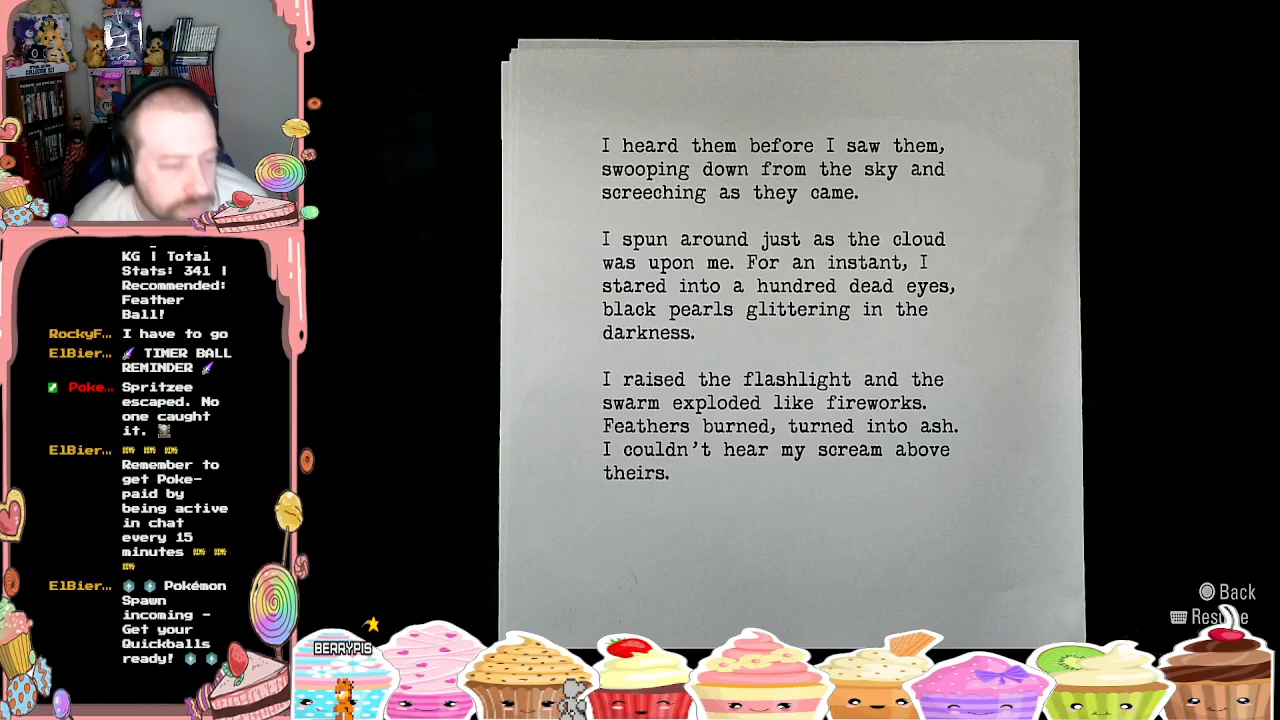 KG | Total
Stats: 341 |
Recommended:
Feather
Ball!
RockyF... I have to go
ElBier... TIMER BALL
REMINDER
Poke... Spritzee
escaped. No
one caught
it.
ElBier...
Remember to
get Poke-
paid by
being active
in chat
every 15
minutes
ElBier... Pokémon
Spawn
incoming -
Get your
Quickballs
ready!
I heard them before I saw them,
swooping down from the sky and
screeching as they came.
I spun around just as the cloud
was upon me. For an instant, I
stared into a hundred dead eyes,
black pearls glittering in the
darkness.
I raised the flashlight and the
swarm exploded like fireworks.
Feathers burned, turned into ash.
I couldn't hear my scream above
theirs.
Back
BERRYPIS